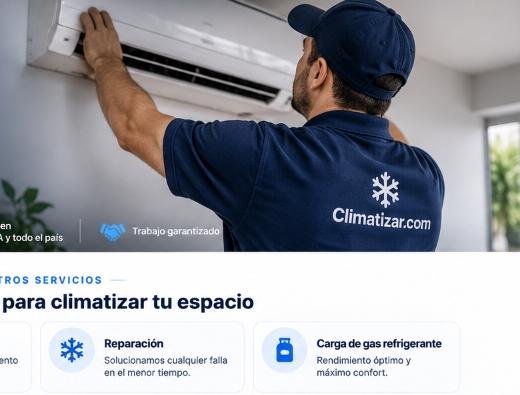 Climatizar.com
en
A y todo el país
Trabajo garantizado
TROS SERVICIOS
para climatizar tu espacio
ento
Reparación
Solucionamos cualquier falla
en el menor tiempo.
Carga de gas refrigerante
Rendimiento óptimo y
máximo confort.